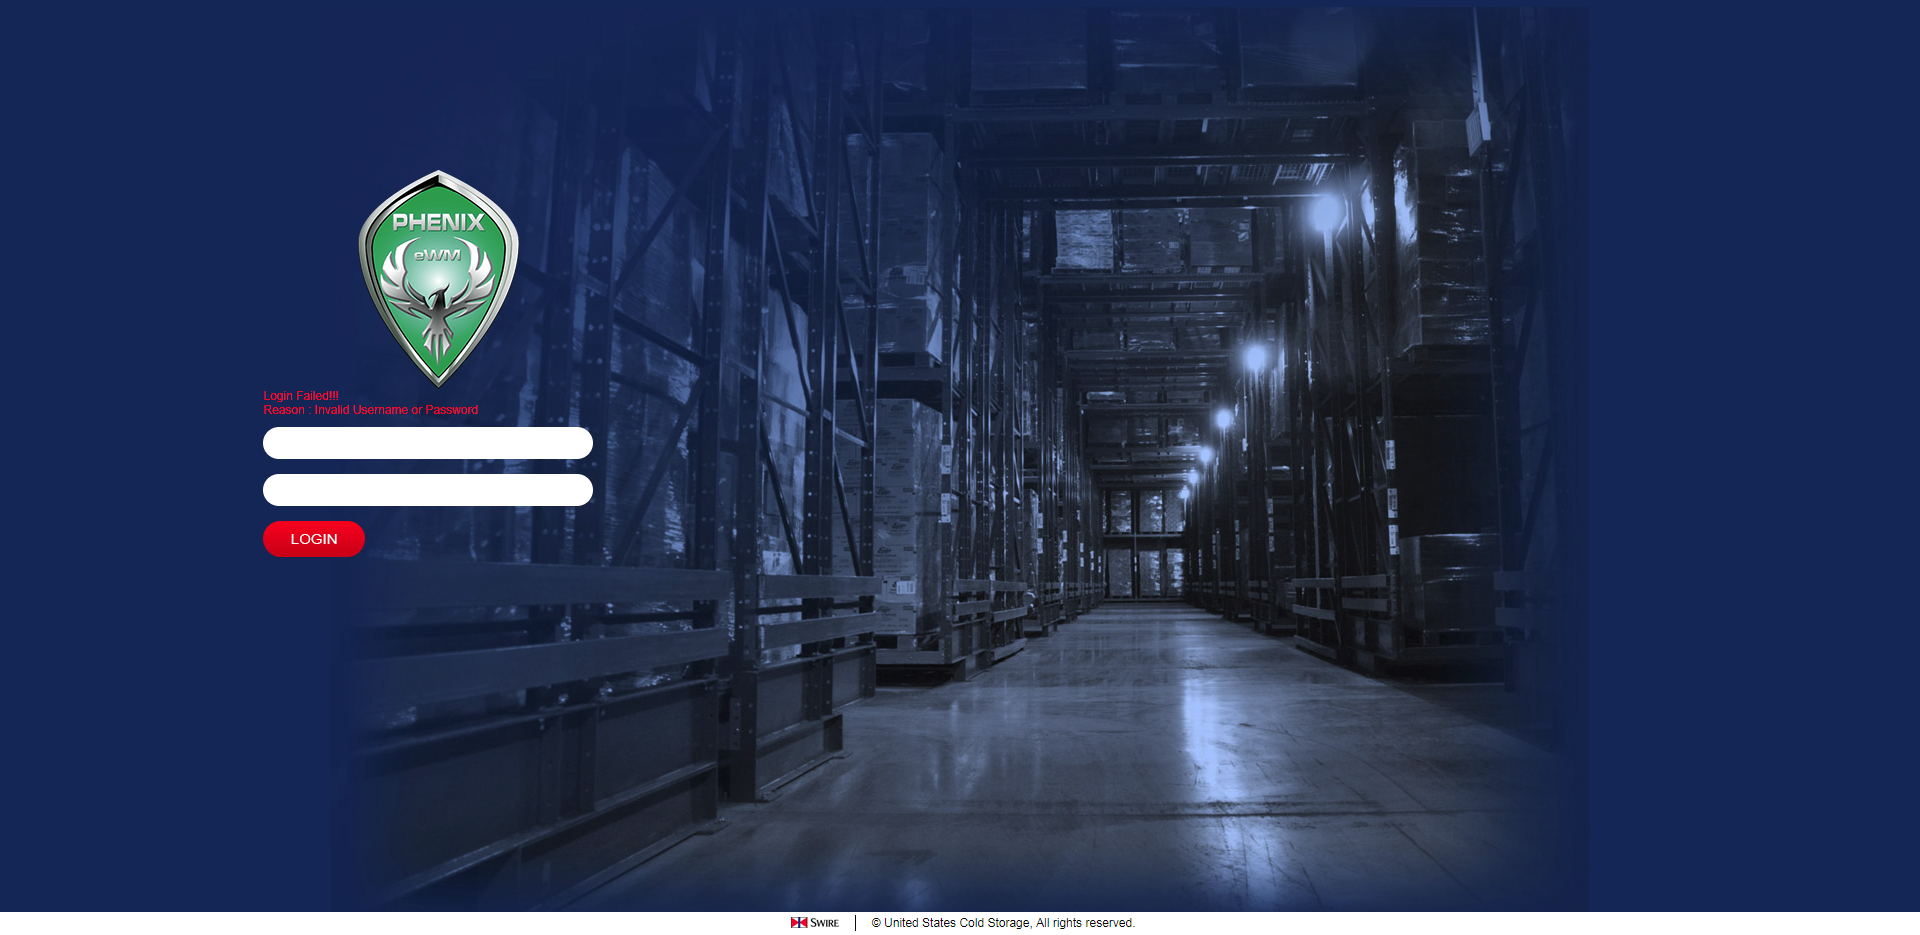 PHENIX
eWM
Login Failed!!!
Reason : Invalid Username or Password
LOGIN
SWIRE
© United States Cold Storage, All rights reserved.